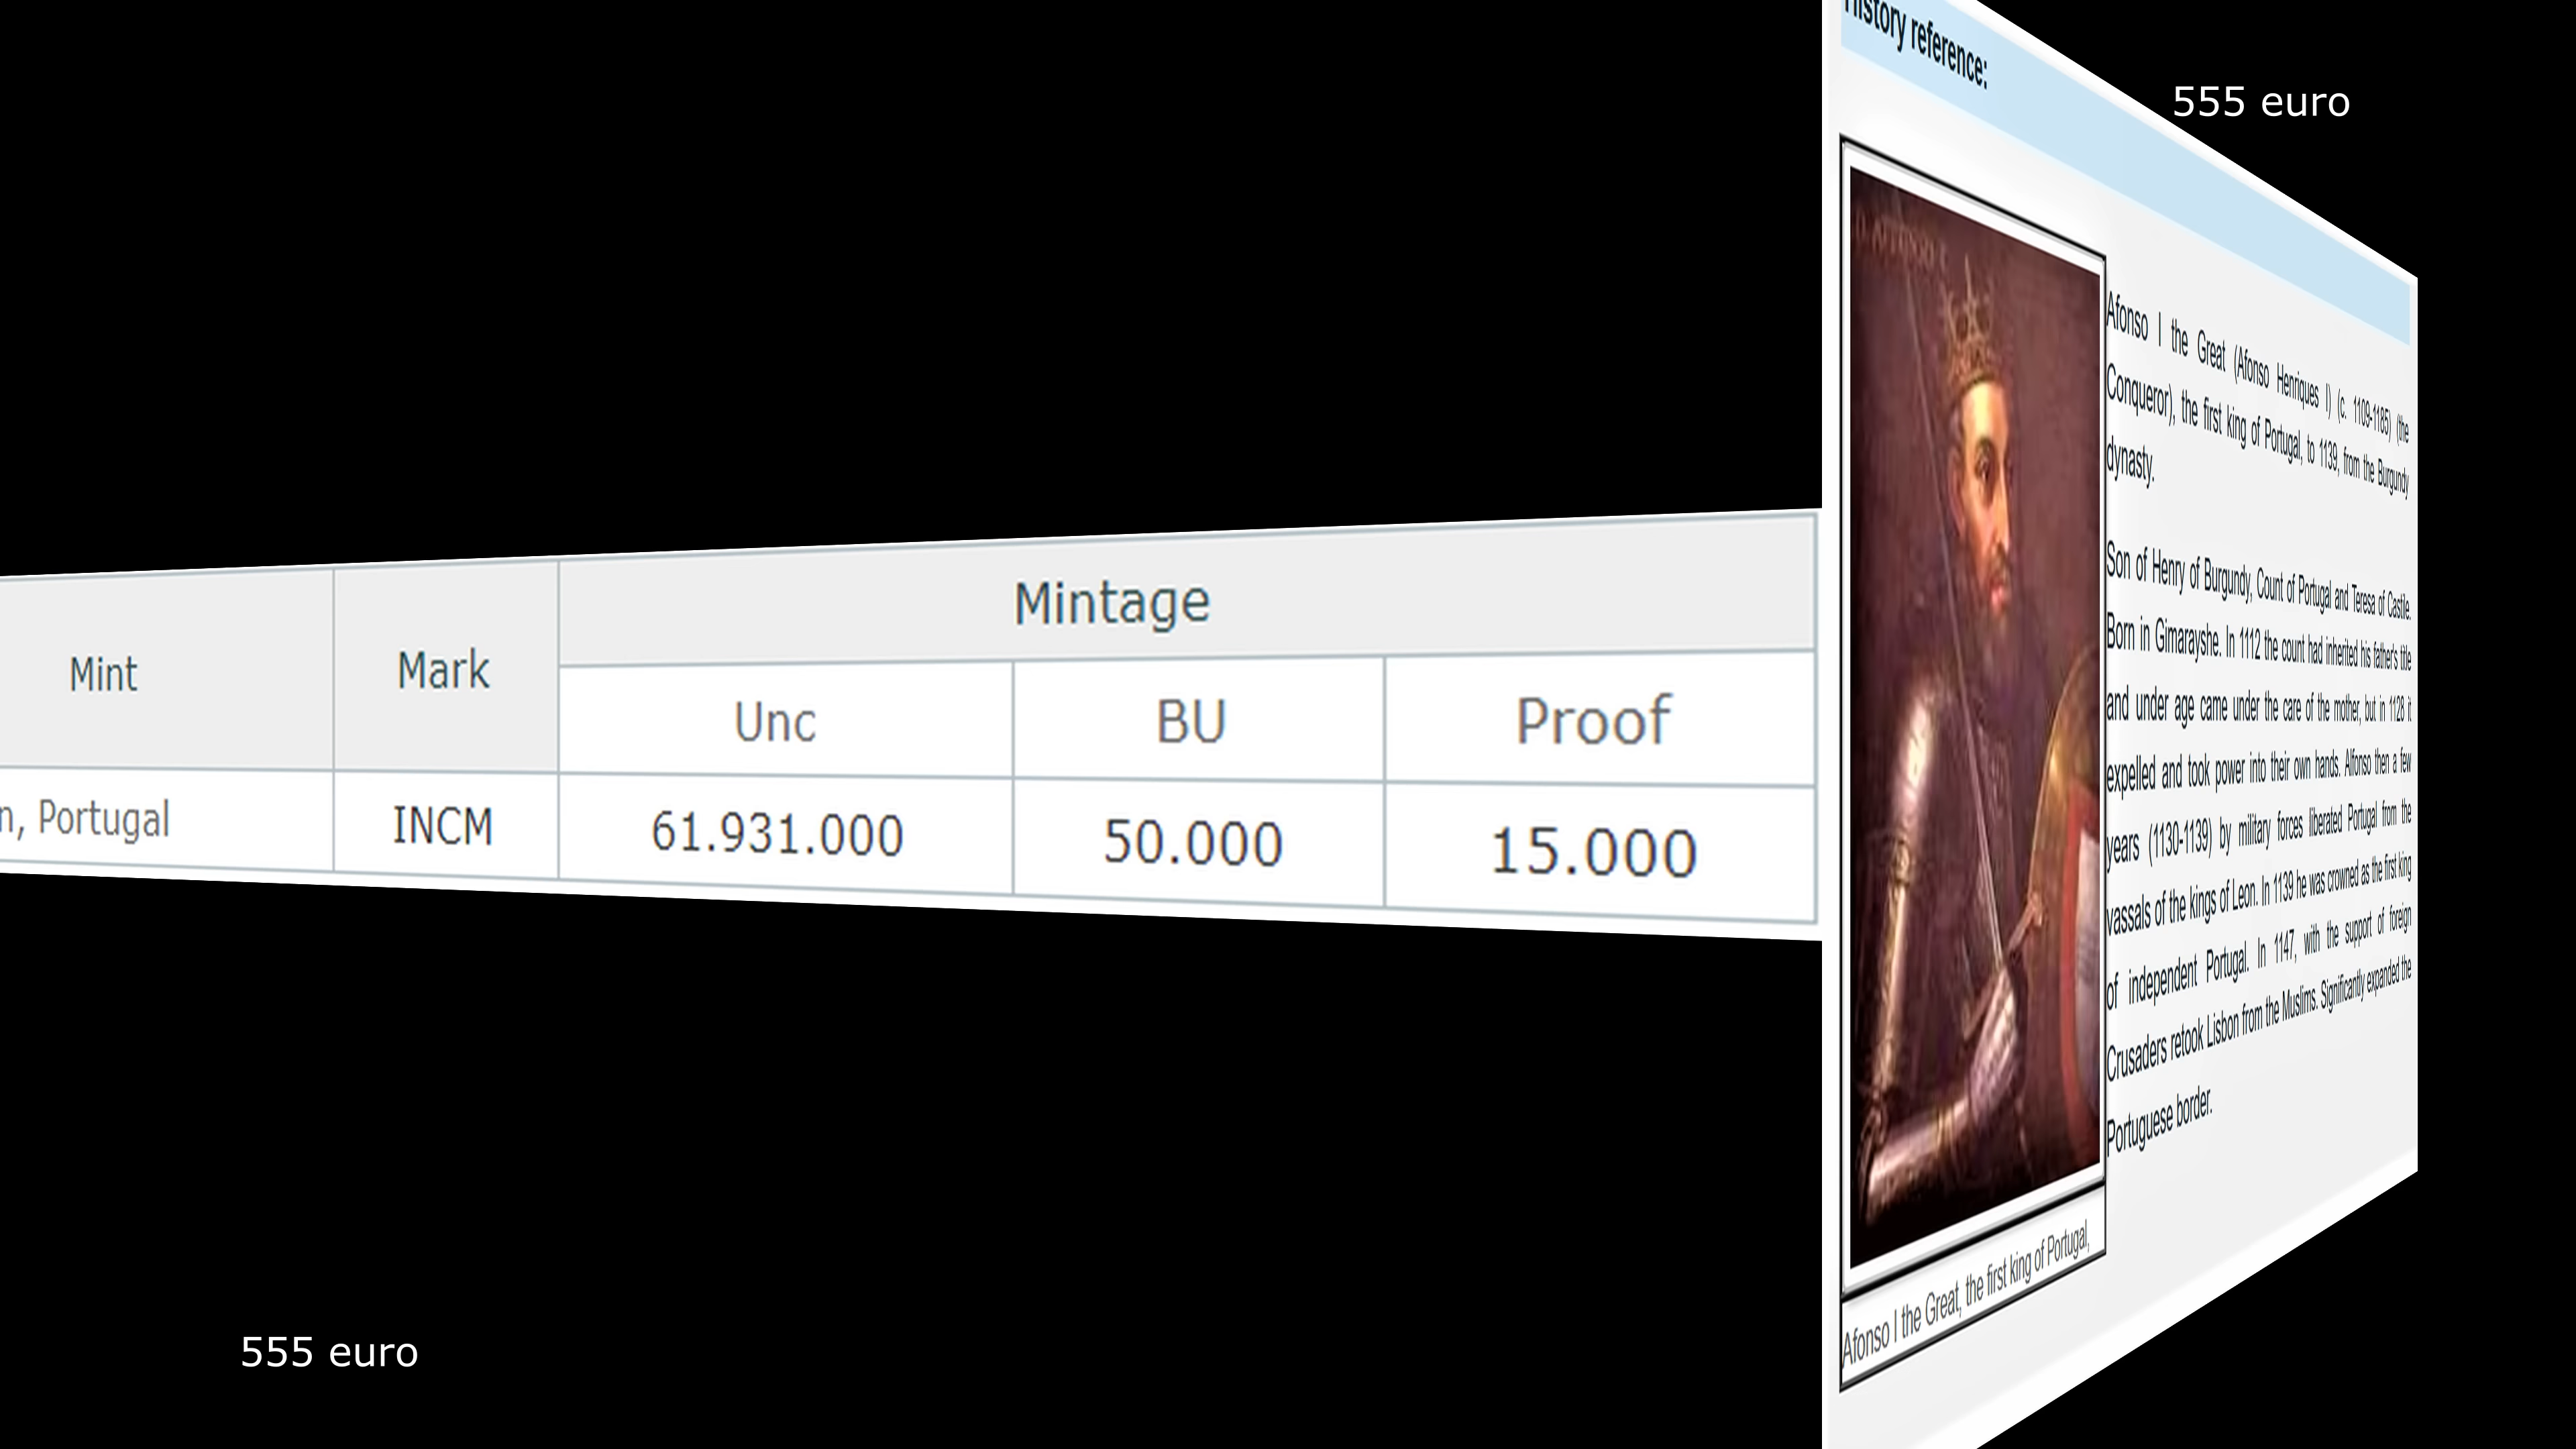 History reference:
555 euro
D. AFFENSO I
Afonso I the Great (Afonso Henriques I) (c. 1109-1185) (the
Conqueror), the first king of Portugal, to 1139, from the Burgundy
dynasty.
Son of Henry of Burgundy, Count of Portugal and Teresa of Castile.
Born in Gimarayshe. In 1112 the count had inherited his father's title
and under age came under the care of the mother, but in 1128 it
expelled and took power into their own hands. Alfonso then a few
years (1130-1139) by military forces liberated Portugal from the
vassals of the kings of Leon. In 1139 he was crowned as the first king
of independent Portugal. In 1147, with the support of foreign
Crusaders retook Lisbon from the Muslims. Significantly expanded the
Portuguese border.
Afonso I the Great, the first king of Portugal,
Mint Mark Mintage
Unc BU Proof
n, Portugal INCM 61.931.000 50.000 15.000
555 euro